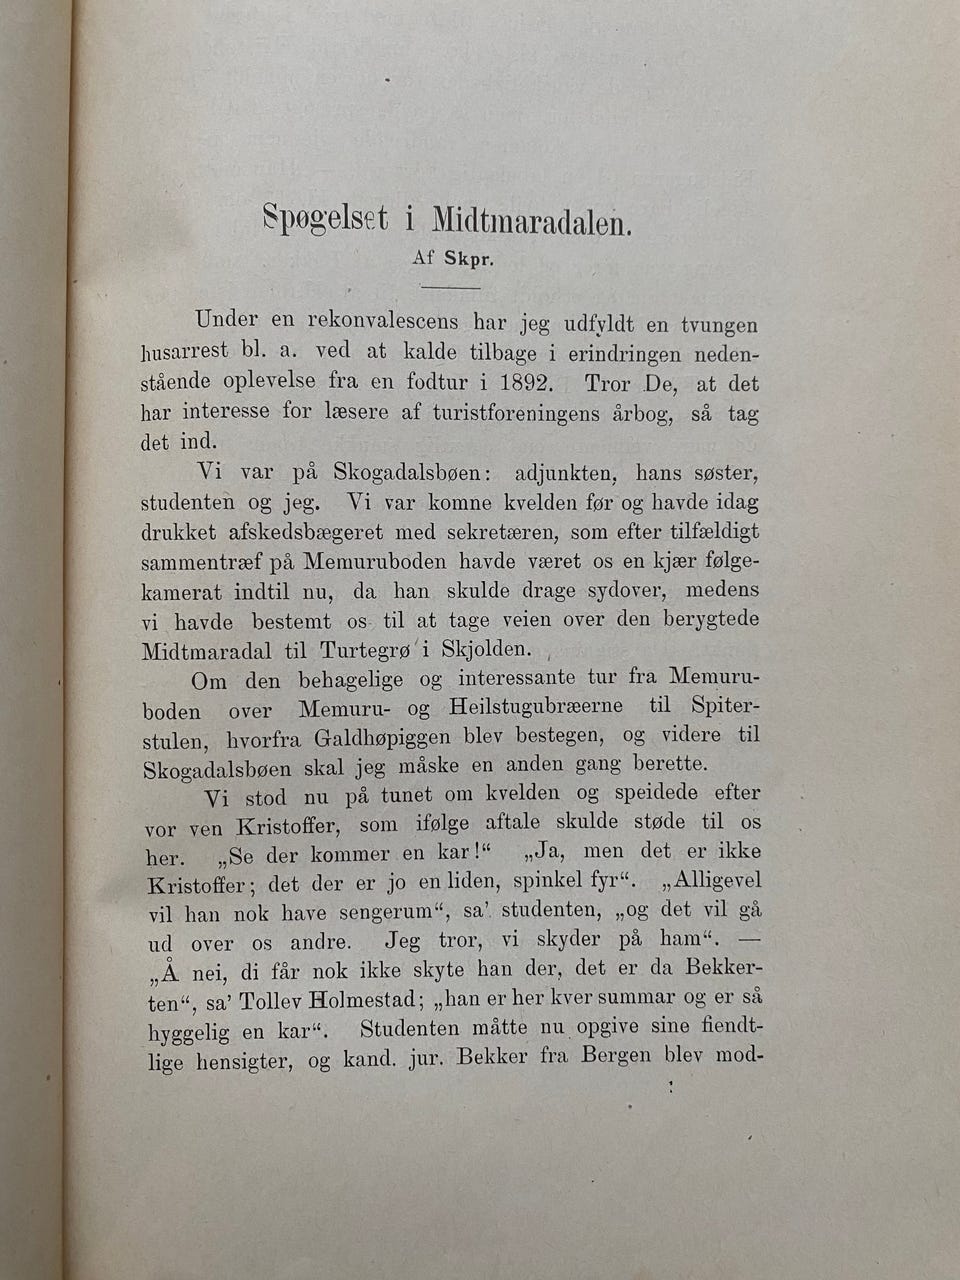 Spøgelset i Midtmaradalen.
Af Skpr.
Under en rekonvalescens har jeg udfyldt en tvungen
husarrest bl. a. ved at kalde tilbage i erindringen neden-
stående oplevelse fra en fodtur i 1892. Tror De, at det
har interesse for læsere af turistforeningens årbog, så tag
det ind.
Vi var på Skogadalsbøen: adjunkten, hans søster,
studenten og jeg. Vi var komne kvelden før og havde idag
drukket afskedsbægeret med sekretæren, som efter tilfældigt
sammentræf på Memuruboden havde været os en kjær følge-
kamerat indtil nu, da han skulde drage sydover, medens
vi havde bestemt os til at tage veien over den berygtede
Midtmaradal til Turtegrø i Skjolden.
Om den behagelige og interessante tur fra Memuru-
boden over Memuru- og Heilstugubræerne til Spiter-
stulen, hvorfra Galdhøpiggen blev bestegen, og videre til
Skogadalsbøen skal jeg måske en anden gang berette.
Vi stod nu på tunet om kvelden og speidede efter
vor ven Kristoffer, som ifølge aftale skulde støde til os
her. „Se der kommer en kar!“ „Ja, men det er ikke
Kristoffer; det der er jo en liden, spinkel fyr“. „Alligevel
vil han nok have sengerum“, sa’ studenten, „og det vil gå
ud over os andre. Jeg tror, vi skyder på ham“. —
„Å nei, di får nok ikke skyte han der, det er da Bekker-
ten“, sa’ Tollev Holmestad; „han er her kver summar og er så
hyggelig en kar“. Studenten måtte nu opgive sine fiendt-
lige hensigter, og kand. jur. Bekker fra Bergen blev mod-